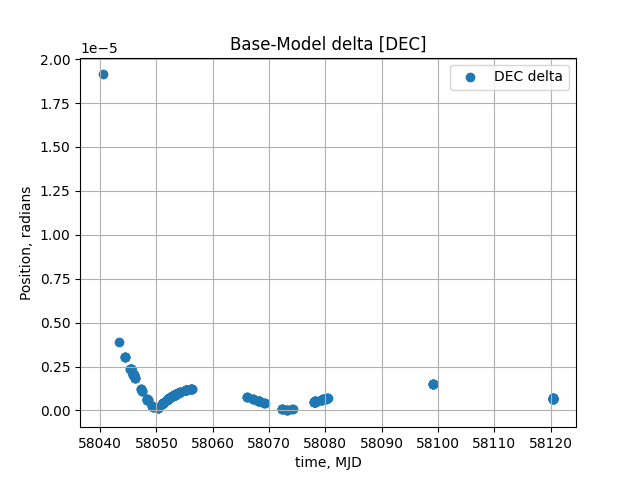 Base-Model delta [DEC]
1e−5
DEC delta
2.00
1.75
1.50
1.25
1.00
0.75
0.50
0.25
0.00
Position, radians
58040 58050 58060 58070 58080 58090 58100 58110 58120
time, MJD